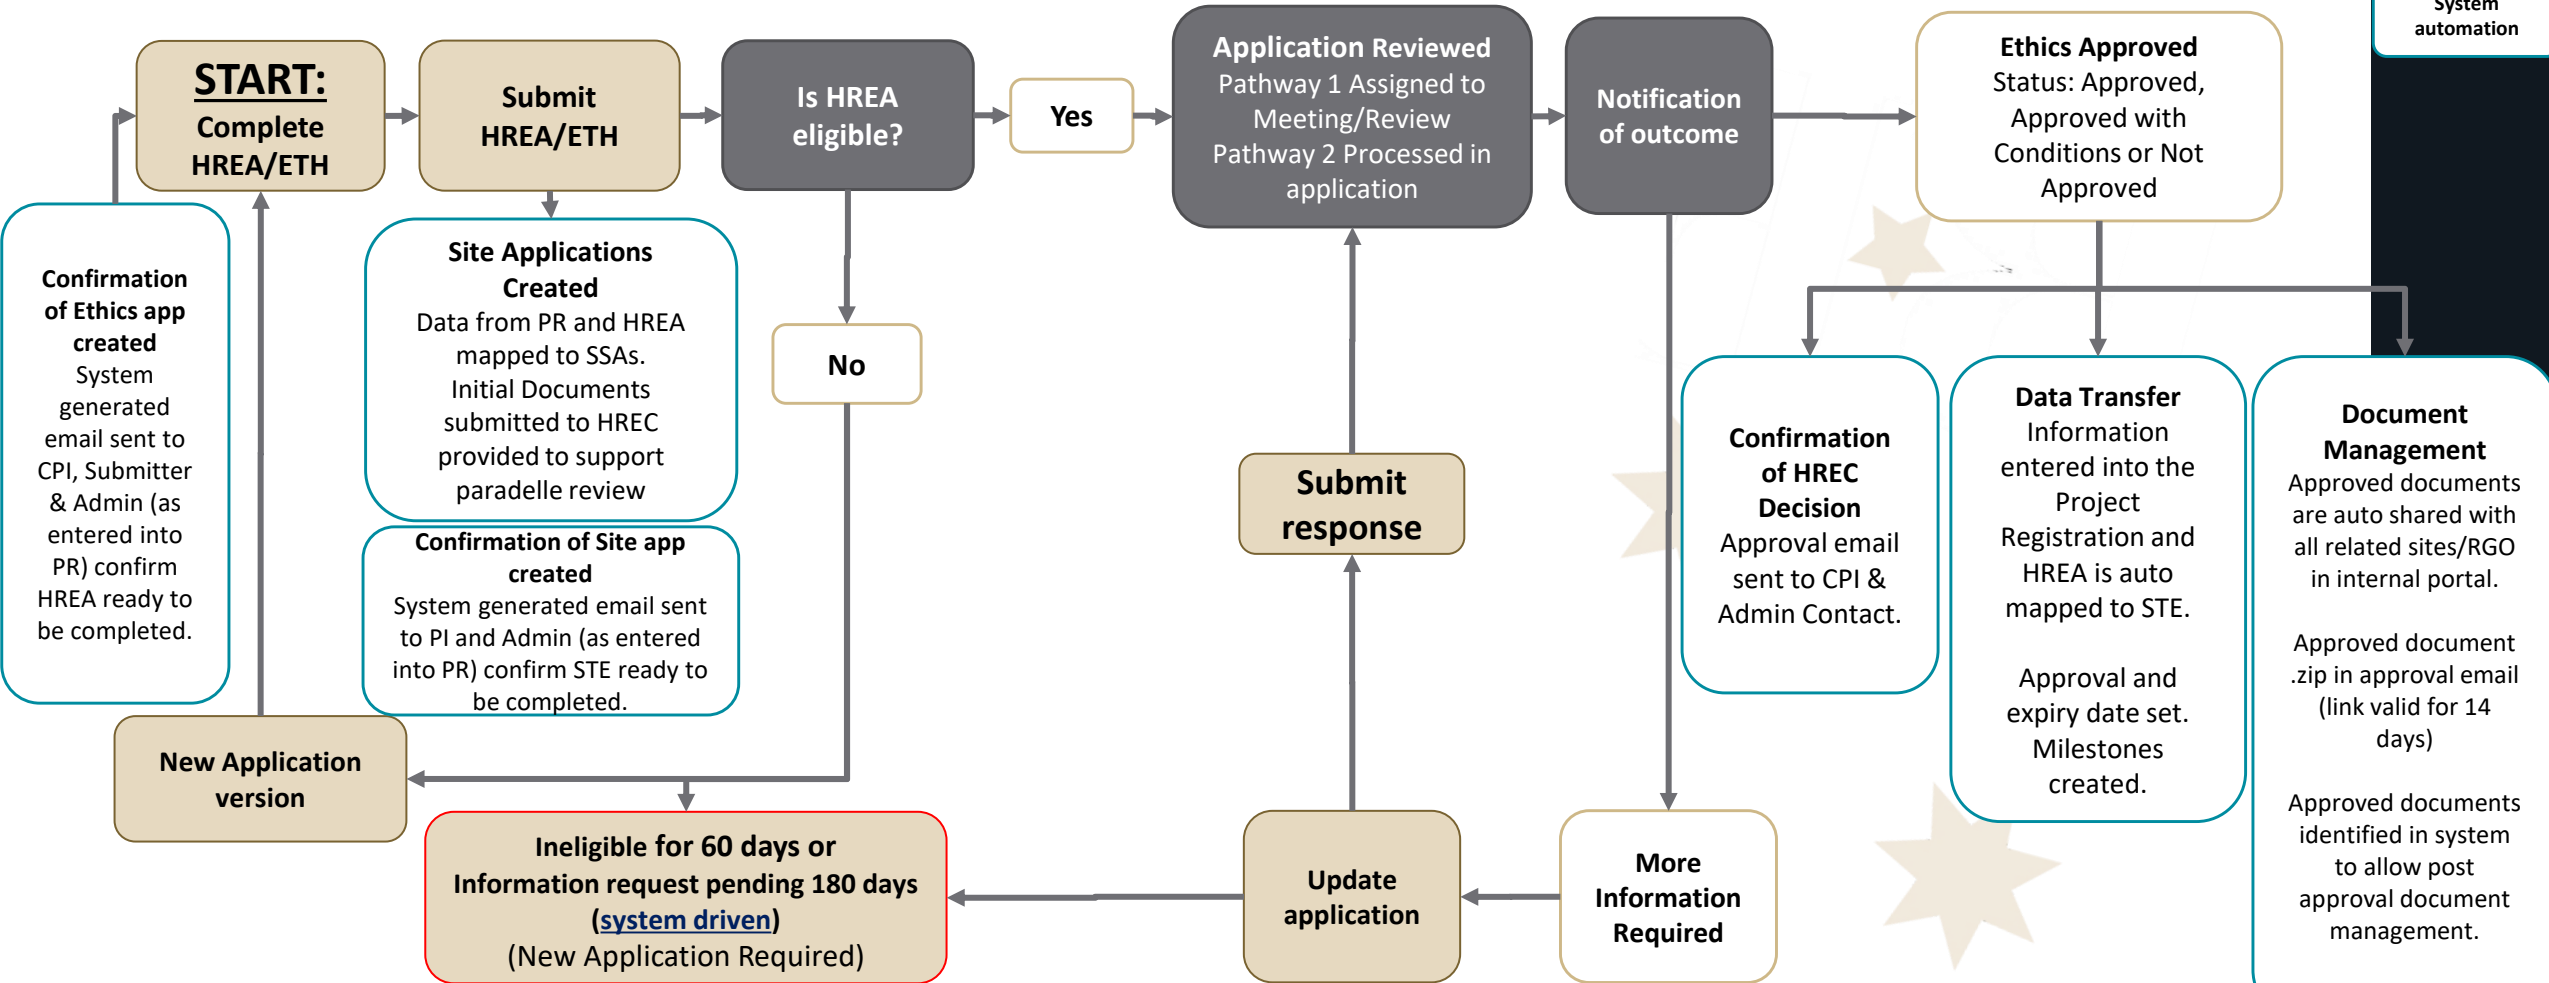 System
automation
START:
Complete
HREA/ETH
Submit
HREA/ETH
Is HREA
eligible?
Yes
Application Reviewed
Pathway 1 Assigned to
Meeting/Review
Pathway 2 Processed in
application
Notification
of outcome
Ethics Approved
Status: Approved,
Approved with
Conditions or Not
Approved
Confirmation
of Ethics app
created
System
generated
email sent to
CPI, Submitter
& Admin (as
entered into
PR) confirm
HREA ready to
be completed.
Site Applications
Created
Data from PR and HREA
mapped to SSAs.
Initial Documents
submitted to HREC
provided to support
paradelle review
Confirmation of Site app
created
System generated email sent
to PI and Admin (as entered
into PR) confirm STE ready to
be completed.
No
Submit
response
Confirmation
of HREC
Decision
Approval email
sent to CPI &
Admin Contact.
Data Transfer
Information
entered into the
Project
Registration and
HREA is auto
mapped to STE.
Approval and
expiry date set.
Milestones
created.
Document
Management
Approved documents
are auto shared with
all related sites/RGO
in internal portal.
Approved document
.zip in approval email
(link valid for 14
days)
Approved documents
identified in system
to allow post
approval document
management.
New Application
version
Ineligible for 60 days or
Information request pending 180 days
(system driven)
(New Application Required)
Update
application
More
Information
Required